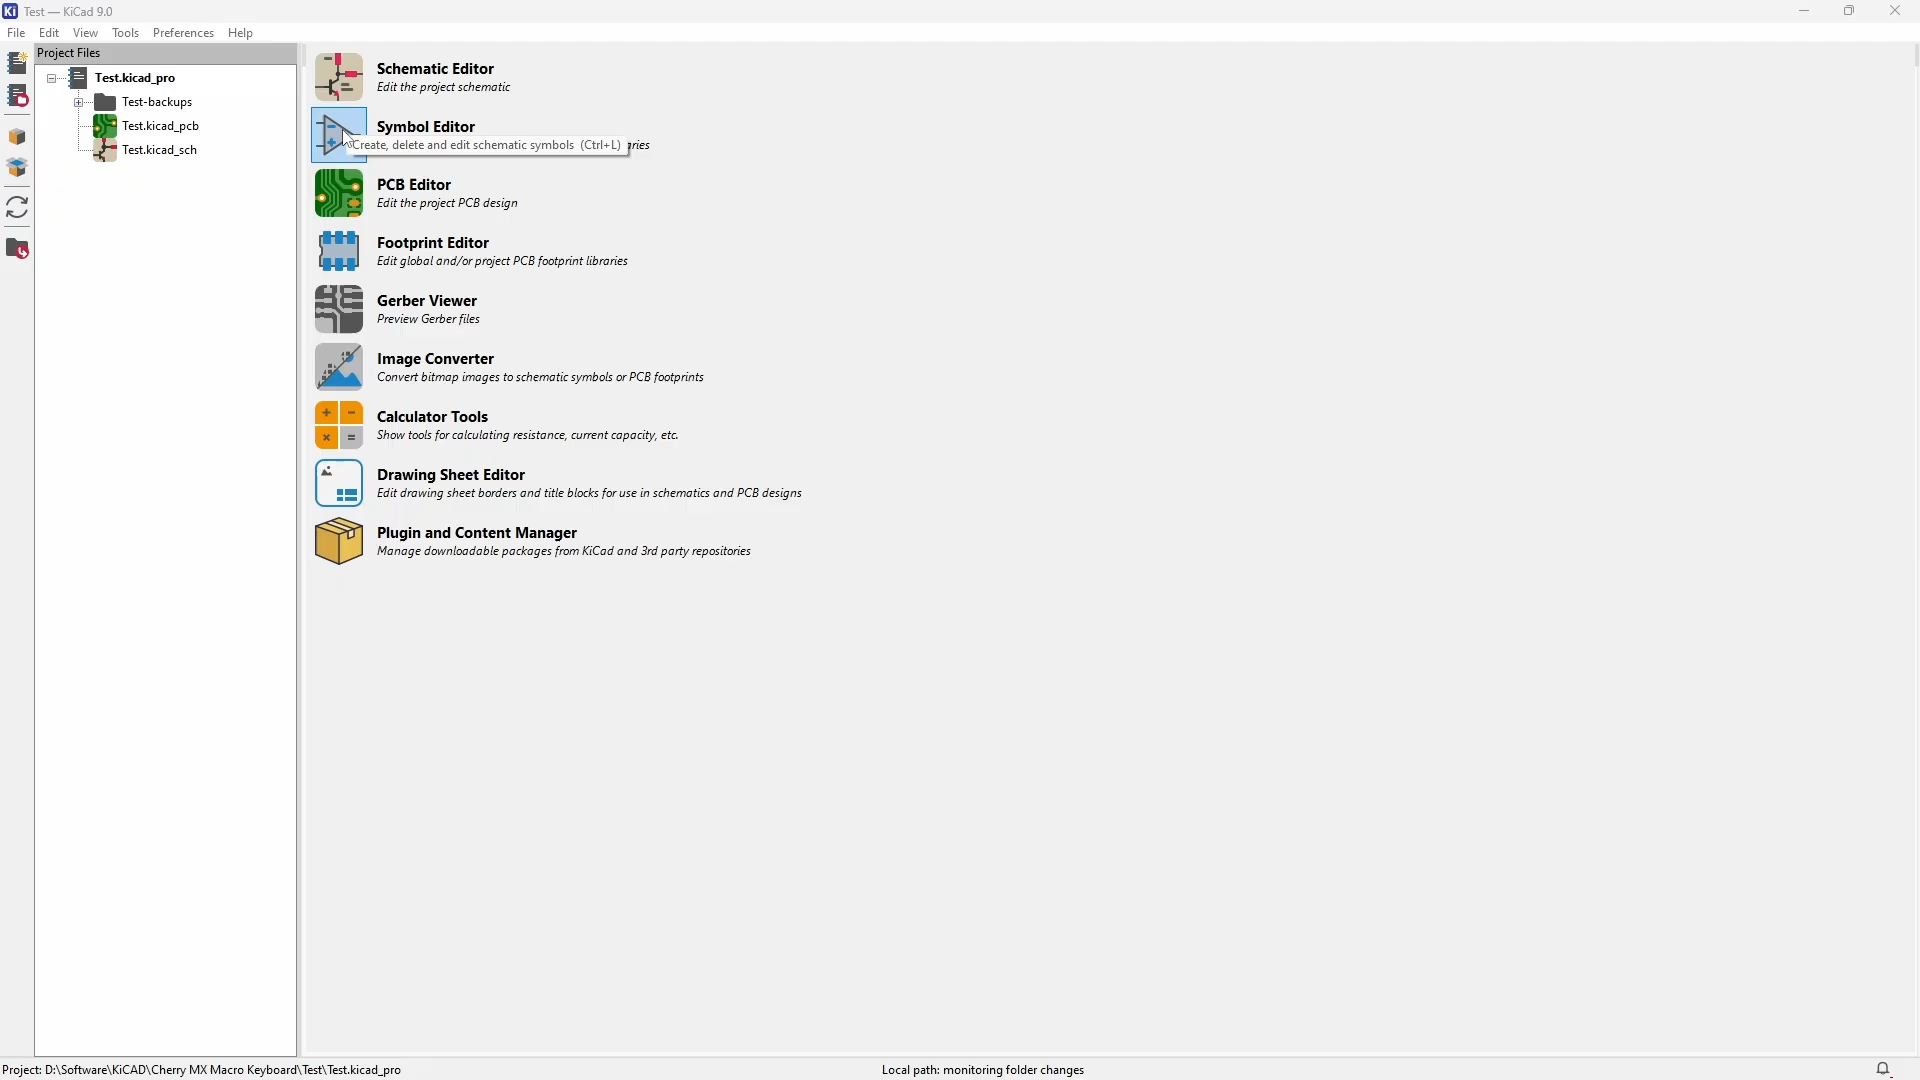 Ki Test — KiCad 9.0
File Edit View Tools Preferences Help
Project Files
Test.kicad_pro
Test-backups
Test.kicad_pcb
Test.kicad_sch
Schematic Editor
Edit the project schematic
Symbol Editor
Create, delete and edit schematic symbols (Ctrl+L)
PCB Editor
Edit the project PCB design
Footprint Editor
Edit global and/or project PCB footprint libraries
Gerber Viewer
Preview Gerber files
Image Converter
Convert bitmap images to schematic symbols or PCB footprints
Calculator Tools
Show tools for calculating resistance, current capacity, etc.
Drawing Sheet Editor
Edit drawing sheet borders and title blocks for use in schematics and PCB designs
Plugin and Content Manager
Manage downloadable packages from KiCad and 3rd party repositories
Project: D:\Software\KiCAD\Cherry MX Macro Keyboard\Test\Test.kicad_pro Local path: monitoring folder changes